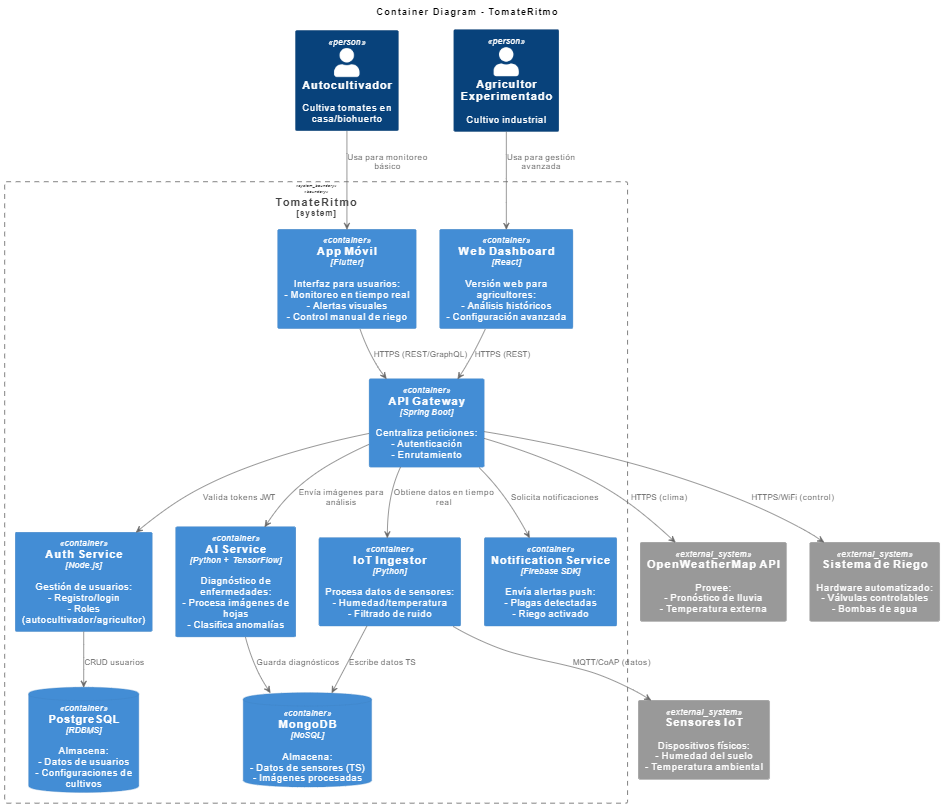 Container Diagram - TomateRitmo
«person»
Autocultivador
Cultiva tomates en
casa/biohuerto
«person»
Agricultor
Experimentado
Cultivo industrial
Usa para monitoreo
básico
Usa para gestión
avanzada
«system_boundary»
«boundary»
TomateRitmo
[system]
«container»
App Móvil
[Flutter]
Interfaz para usuarios:
- Monitoreo en tiempo real
- Alertas visuales
- Control manual de riego
«container»
Web Dashboard
[React]
Versión web para
agricultores:
- Análisis históricos
- Configuración avanzada
HTTPS (REST/GraphQL)
HTTPS (REST)
«container»
API Gateway
[Spring Boot]
Centraliza peticiones:
- Autenticación
- Enrutamiento
Valida tokens JWT
Envía imágenes para
análisis
Obtiene datos en tiempo
real
Solicita notificaciones
HTTPS (clima)
HTTPS/WiFi (control)
«container»
Auth Service
[Node.js]
Gestión de usuarios:
- Registro/login
- Roles
(autocultivador/agricultor)
«container»
AI Service
[Python + TensorFlow]
Diagnóstico de
enfermedades:
- Procesa imágenes de
hojas
- Clasifica anomalías
«container»
IoT Ingestor
[Python]
Procesa datos de sensores:
- Humedad/temperatura
- Filtrado de ruido
«container»
Notification Service
[Firebase SDK]
Envía alertas push:
- Plagas detectadas
- Riego activado
«external_system»
OpenWeatherMap API
Provee:
- Pronóstico de lluvia
- Temperatura externa
«external_system»
Sistema de Riego
Hardware automatizado:
- Válvulas controlables
- Bombas de agua
CRUD usuarios
Guarda diagnósticos
Escribe datos TS
MQTT/CoAP (datos)
«container»
PostgreSQL
[RDBMS]
Almacena:
- Datos de usuarios
- Configuraciones de
cultivos
«container»
MongoDB
[NoSQL]
Almacena:
- Datos de sensores (TS)
- Imágenes procesadas
«external_system»
Sensores IoT
Dispositivos físicos:
- Humedad del suelo
- Temperatura ambiental